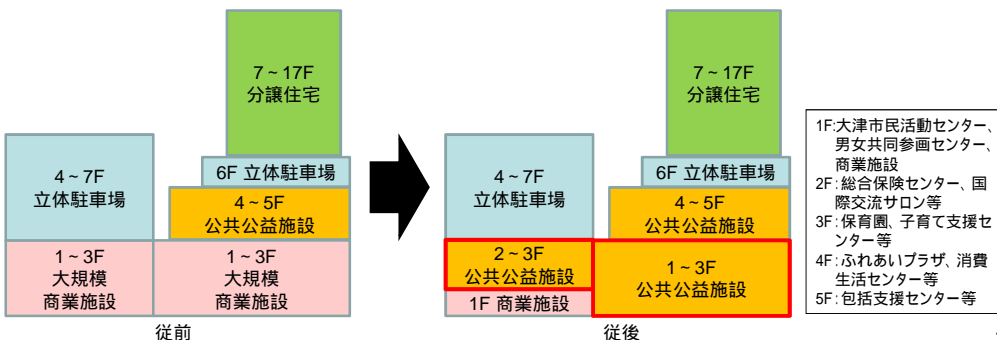 7~17F
分譲住宅
4~7F
立体駐車場
6F 立体駐車場
4~5F
公共公益施設
1~3F
大規模
商業施設
1~3F
大規模
商業施設
従前
7~17F
分譲住宅
4~7F
立体駐車場
6F 立体駐車場
4~5F
公共公益施設
2~3F
公共公益施設
1F 商業施設
1~3F
公共公益施設
従後
1F:大津市民活動センター、
男女共同参画センター、
商業施設
2F:総合保険センター、国
際交流サロン等
3F:保育園、子育て支援セ
ンター等
4F:ふれあいプラザ、消費
生活センター等
5F:包括支援センター等